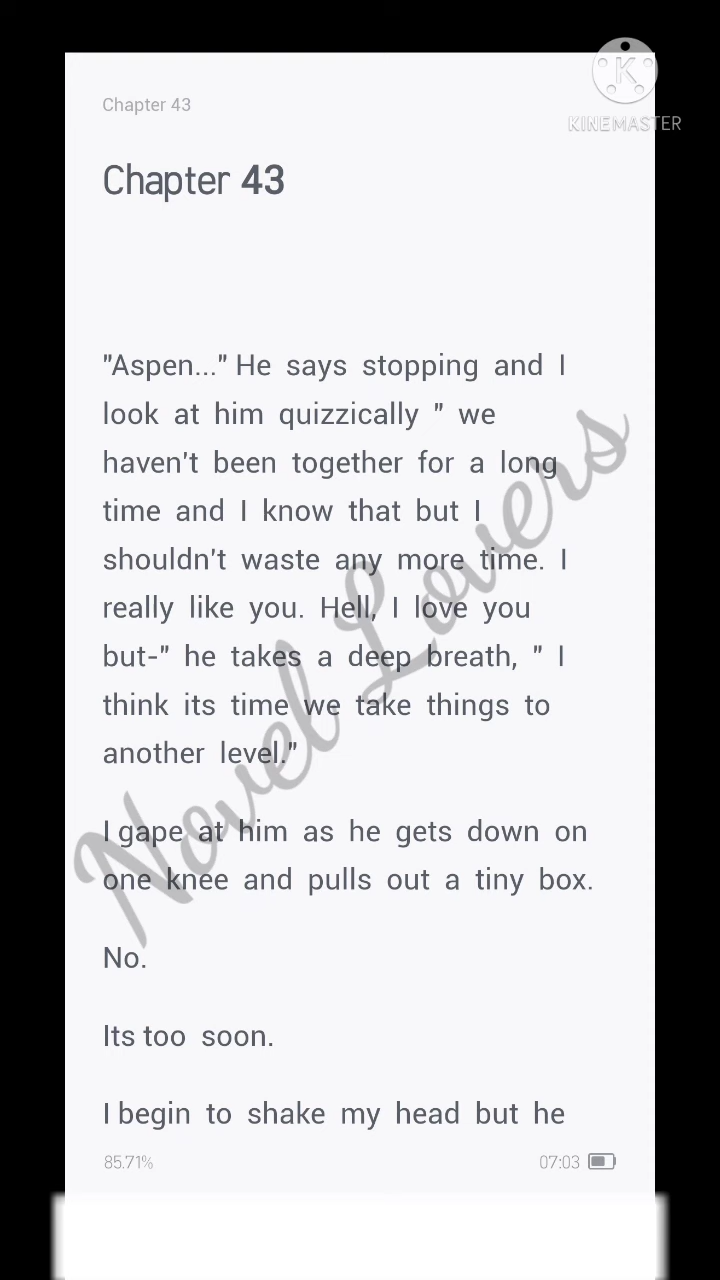 Chapter 43
KINEMASTER
Chapter 43
"Aspen..." He says stopping and I
look at him quizzically " we
haven't been together for a long
time and I know that but I
shouldn't waste any more time. I
really like you. Hell, I love you
but-" he takes a deep breath, " I
think its time we take things to
another level."
I gape at him as he gets down on
one knee and pulls out a tiny box.
No.
Its too soon.
I begin to shake my head but he
85.71%
07:03
Novel Lovers